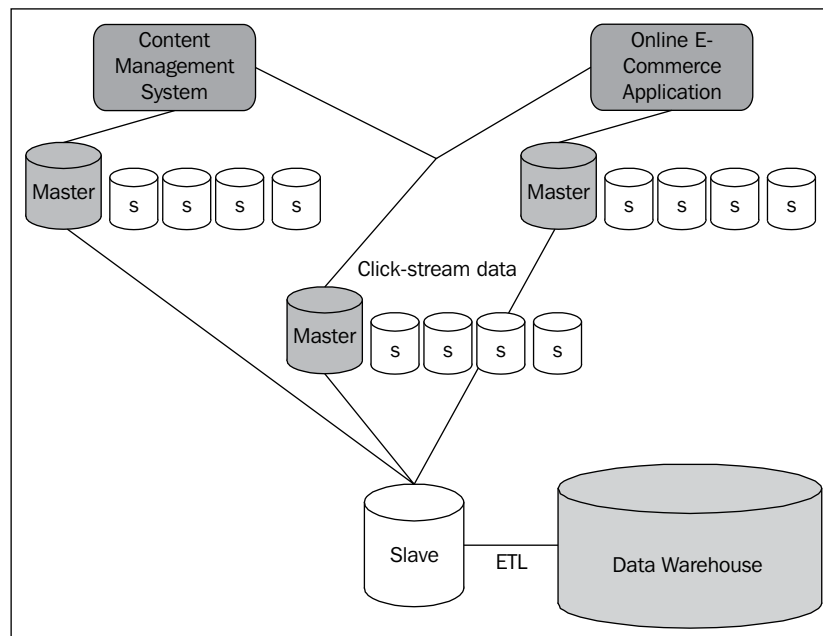 Content
Management
System
Online E-
Commerce
Application
Master
s s s s
Master
s s s s
Click-stream data
Master
s s s s
Slave
ETL
Data Warehouse